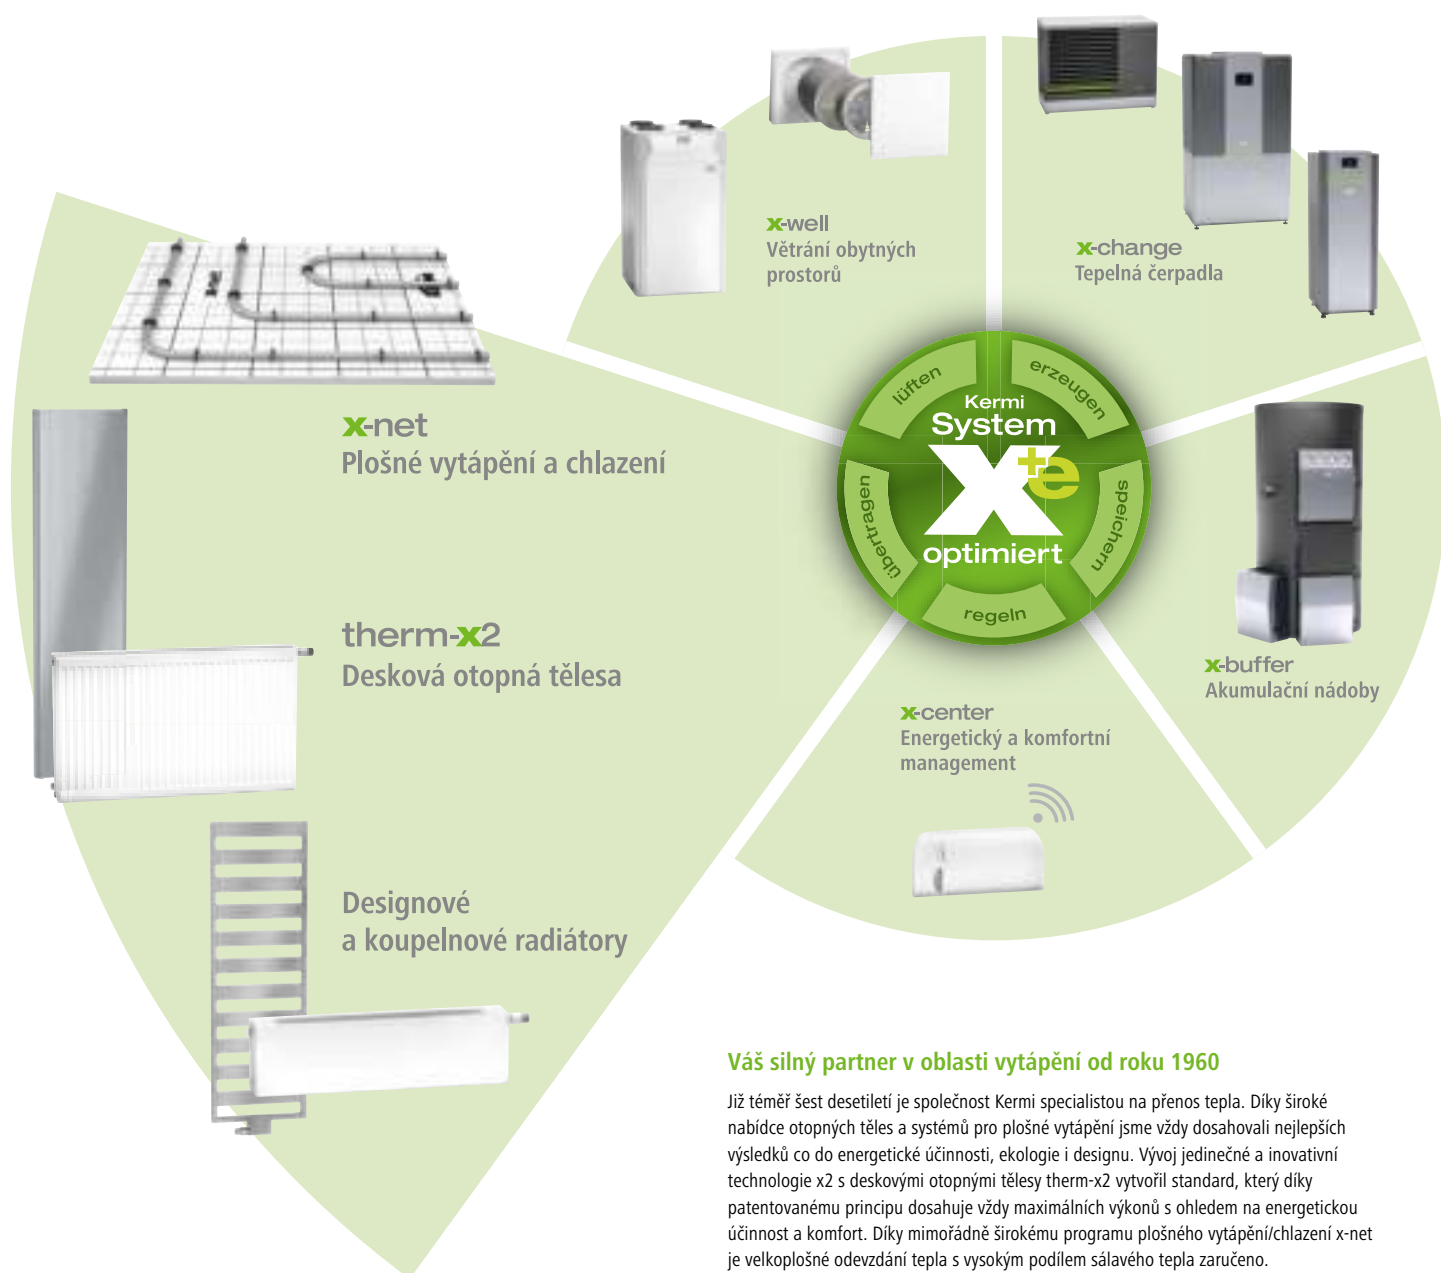 x-well
Větrání obytných
prostorů
x-change
Tepelná čerpadla
x-net
Plošné vytápění a chlazení
lüften
erzeugen
Kermi
System
x+e
optimiert
übertragen
speichern
regeln
therm-x2
Desková otopná tělesa
x-buffer
Akumulační nádoby
x-center
Energetický a komfortní
management
Designové
a koupelnové radiátory
Váš silný partner v oblasti vytápění od roku 1960
Již téměř šest desetiletí je společnost Kermi specialistou na přenos tepla. Díky široké
nabídce otopných těles a systémů pro plošné vytápění jsme vždy dosahovali nejlepších
výsledků co do energetické účinnosti, ekologie i designu. Vývoj jedinečné a inovativní
technologie x2 s deskovými otopnými tělesy therm-x2 vytvořil standard, který díky
patentovanému principu dosahuje vždy maximálních výkonů s ohledem na energetickou
účinnost a komfort. Díky mimořádně širokému programu plošného vytápění/chlazení x-net
je velkoplošné odevzdání tepla s vysokým podílem sálavého tepla zaručeno.